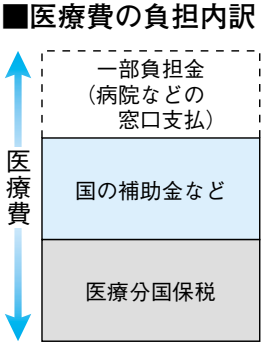 ■医療費の負担内訳
一部負担金
（病院などの
窓口支払）
医療費
国の補助金など
医療分国保税